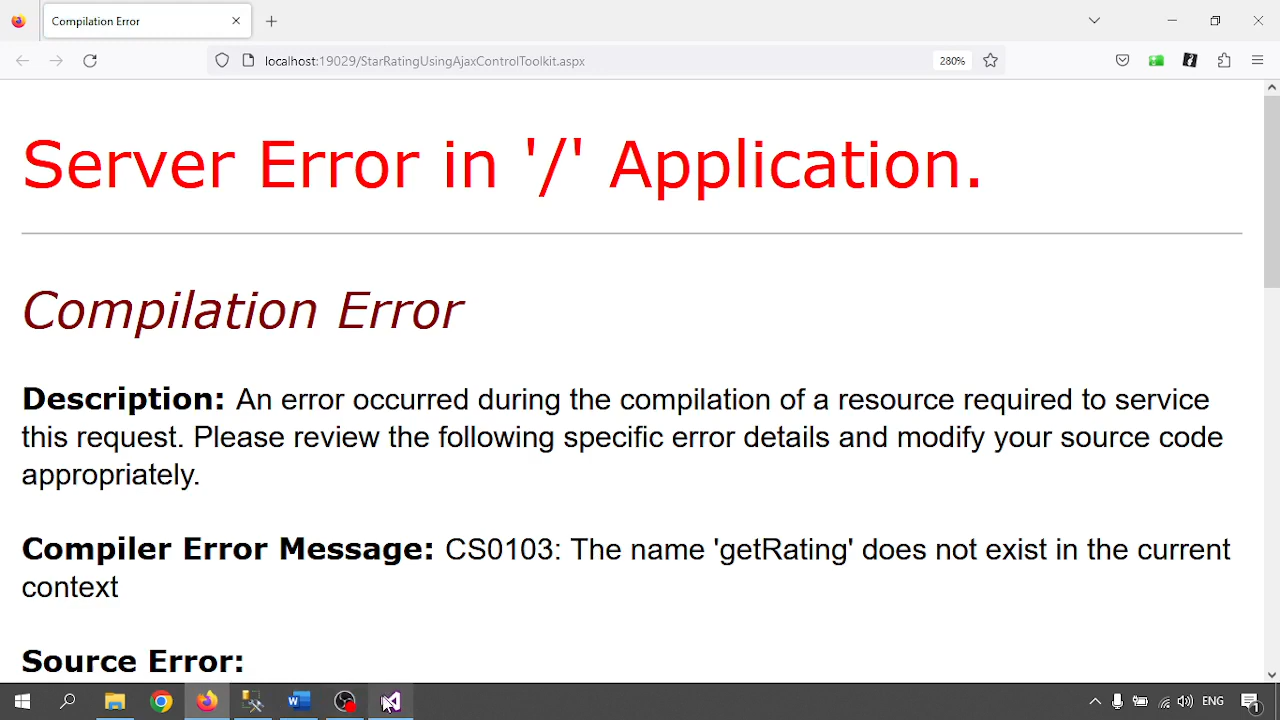 Compilation Error
localhost:19029/StarRatingUsingAjaxControlToolkit.aspx
280%
Server Error in '/' Application.
Compilation Error
Description: An error occurred during the compilation of a resource required to service
this request. Please review the following specific error details and modify your source code
appropriately.
Compiler Error Message: CS0103: The name 'getRating' does not exist in the current
context
Source Error:
ENG